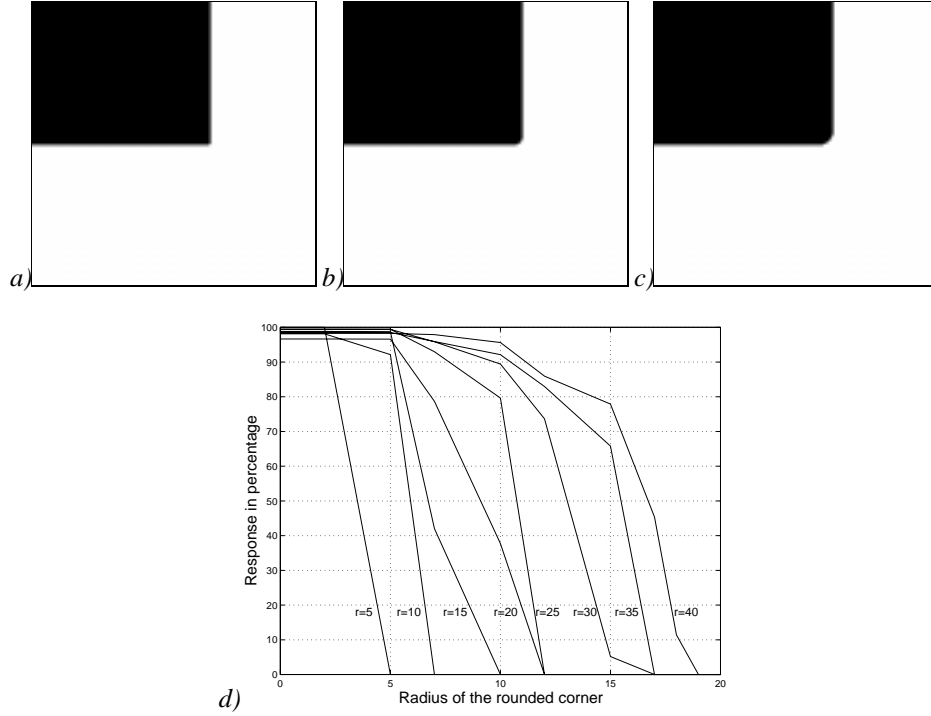 a) b) c)
100
90
80
70
60
50
40
30
20
10
0
Response in percentage
r=5 r=10 r=15 r=20 r=25 r=30 r=35 r=40
0 5 10 15 20
Radius of the rounded corner
d)